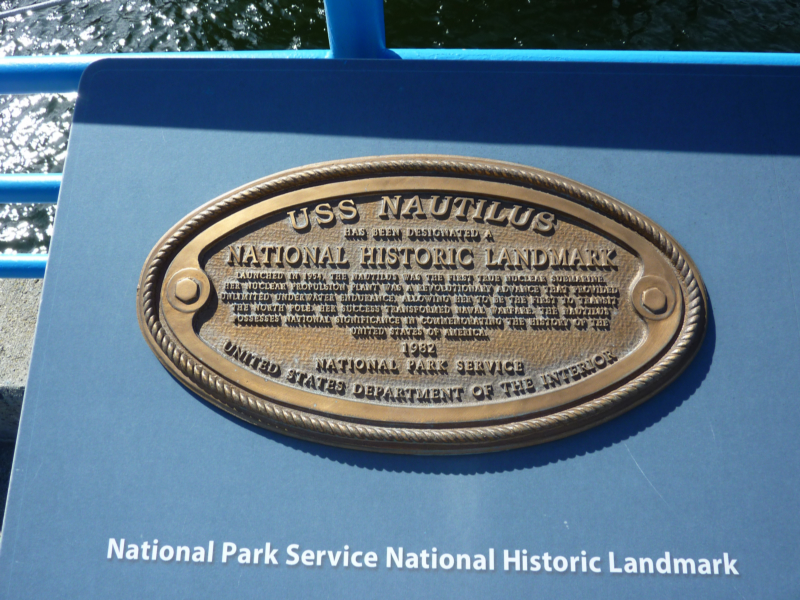 USS NAUTILUS
HAS BEEN DESIGNATED A
NATIONAL HISTORIC LANDMARK
LAUNCHED IN 1954, THE NAUTILUS WAS THE FIRST TRUE NUCLEAR SUBMARINE.
HER NUCLEAR PROPULSION PLANT WAS A REVOLUTIONARY ADVANCE THAT PROVIDED
UNLIMITED UNDERWATER ENDURANCE, ALLOWING HER TO BE THE FIRST TO TRANSIT
THE NORTH POLE. HER SUCCESS TRANSFORMED NAVAL WARFARE. THE NAUTILUS
POSSESSES NATIONAL SIGNIFICANCE IN COMMEMORATING THE HISTORY OF THE
UNITED STATES OF AMERICA.
1982
NATIONAL PARK SERVICE
UNITED STATES DEPARTMENT OF THE INTERIOR
National Park Service National Historic Landmark